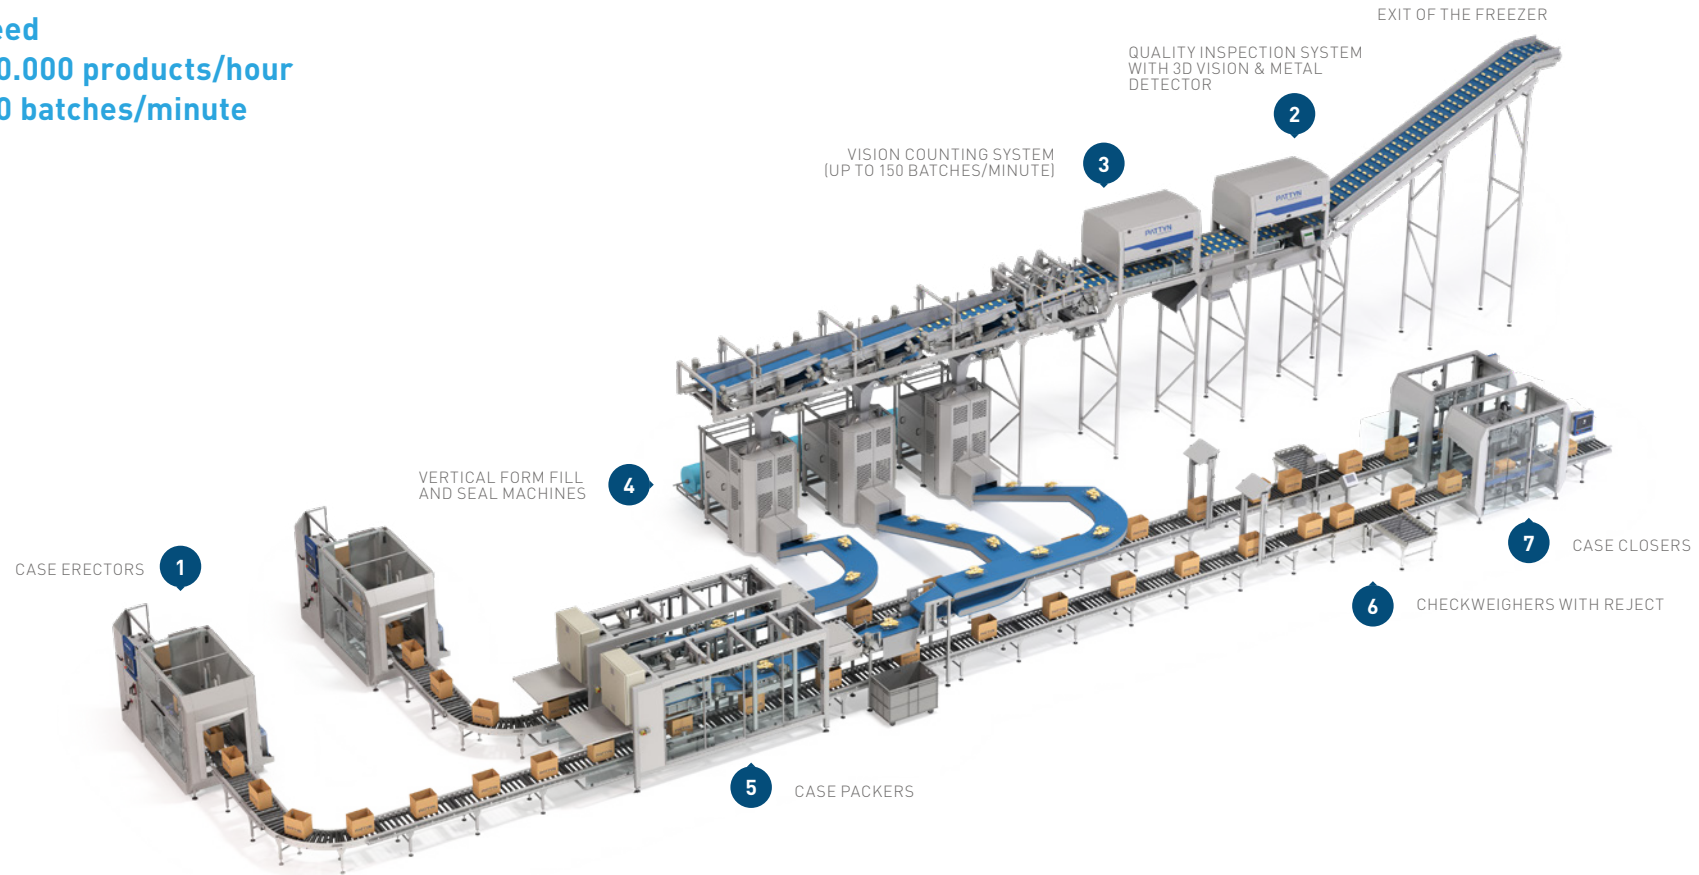 eed
0.000 products/hour
0 batches/minute
EXIT OF THE FREEZER
QUALITY INSPECTION SYSTEM
WITH 3D VISION & METAL
DETECTOR
2
VISION COUNTING SYSTEM
(UP TO 150 BATCHES/MINUTE)
3
PATTYN
PATTYN
VERTICAL FORM FILL
AND SEAL MACHINES
4
CASE ERECTORS
1
7
CASE CLOSERS
6
CHECKWEIGHERS WITH REJECT
5
CASE PACKERS